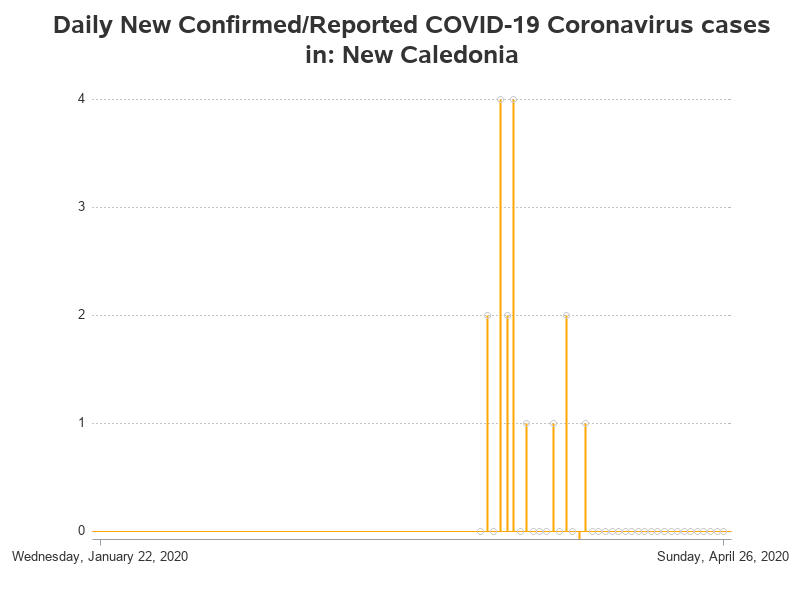 Daily New Confirmed/Reported COVID-19 Coronavirus cases
in: New Caledonia
4
3
2
1
0
Wednesday, January 22, 2020 Sunday, April 26, 2020